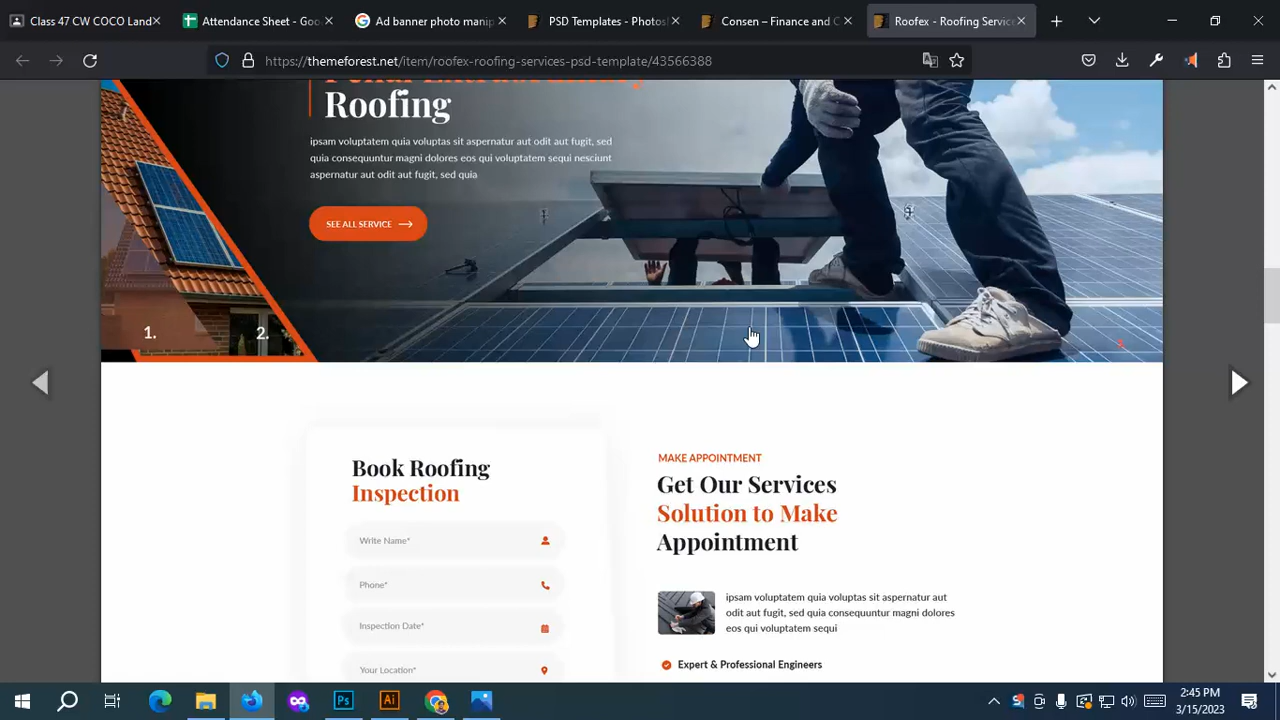 Class 47 CW COCO Land
Attendance Sheet - Goo
Ad banner photo manip
PSD Templates - Photos
Consen – Finance and C
Roofex - Roofing Service
https://themeforest.net/item/roofex-roofing-services-psd-template/43566388
Roofing
ipsam voluptatem quia voluptas sit aspernatur aut odit aut fugit, sed
quia consequuntur magni dolores eos qui voluptatem sequi nesciunt
aspernatur aut odit aut fugit, sed quia
SEE ALL SERVICE
1.
2.
Book Roofing
Inspection
Write Name*
Phone*
Inspection Date*
Your Location*
MAKE APPOINTMENT
Get Our Services
Solution to Make
Appointment
ipsam voluptatem quia voluptas sit aspernatur aut
odit aut fugit, sed quia consequuntur magni dolores
eos qui voluptatem sequi
Expert & Professional Engineers
Ps
Ai
2:45 PM
3/15/2023